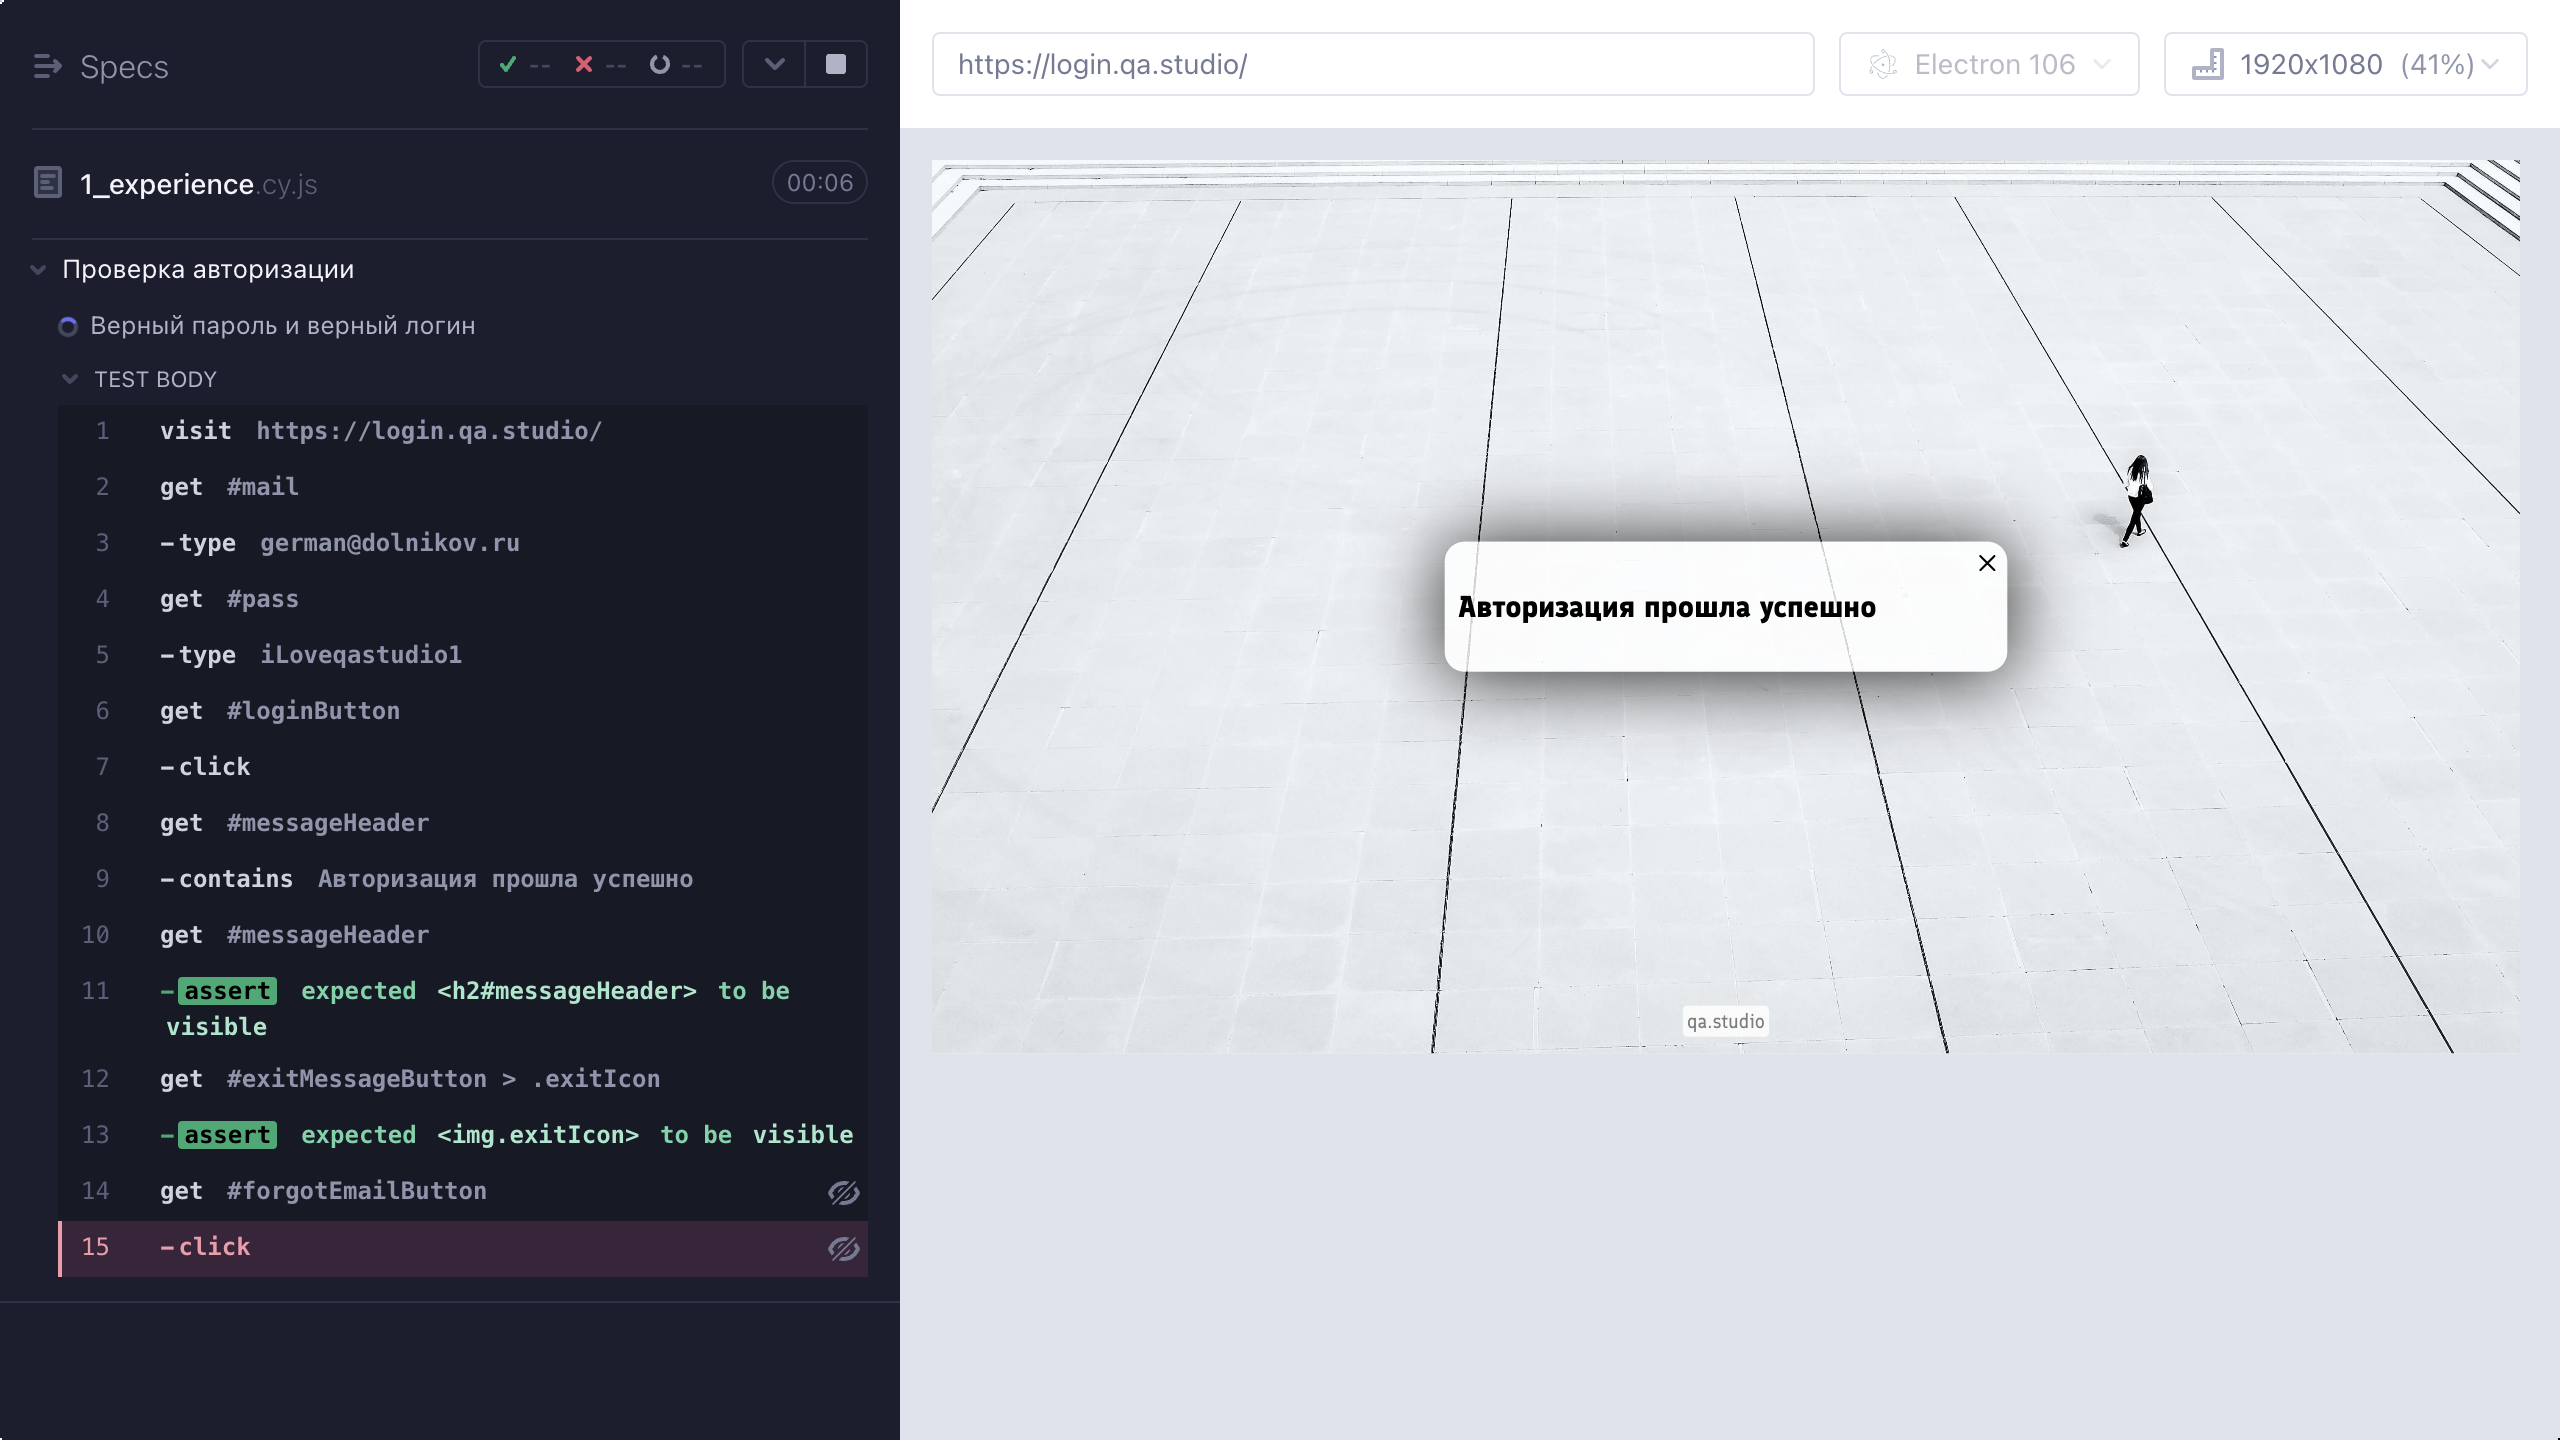 Specs
-- -- --
1_experience.cy.js
00:06
Проверка авторизации
Верный пароль и верный логин
TEST BODY
1 visit https://login.qa.studio/
2 get #mail
3 -type german@dolnikov.ru
4 get #pass
5 -type iLoveqastudio1
6 get #loginButton
7 -click
8 get #messageHeader
9 -contains Авторизация прошла успешно
10 get #messageHeader
11 -assert expected <h2#messageHeader> to be
visible
12 get #exitMessageButton > .exitIcon
13 -assert expected <img.exitIcon> to be visible
14 get #forgotEmailButton
15 -click
https://login.qa.studio/
Electron 106
1920x1080 (41%)
Авторизация прошла успешно
qa.studio